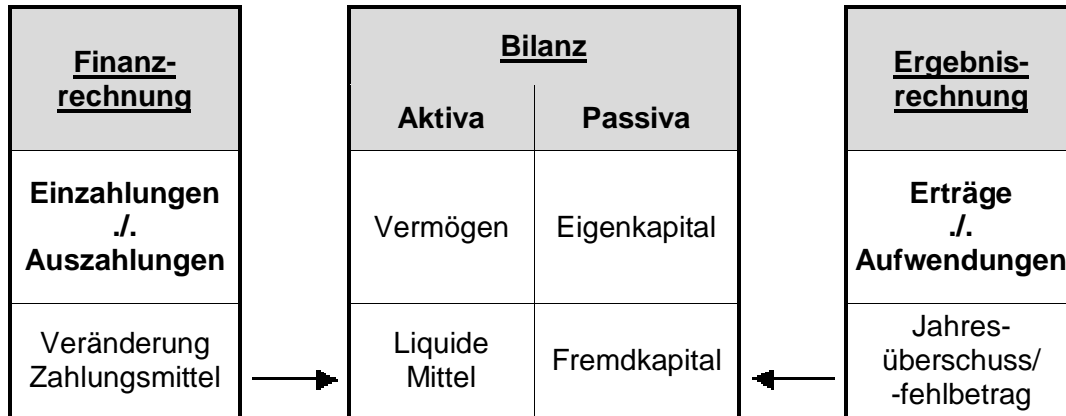 Finanz-
rechnung
Einzahlungen
./.
Auszahlungen
Veränderung
Zahlungsmittel
Bilanz
Aktiva
Passiva
Vermögen
Eigenkapital
Liquide
Mittel
Fremdkapital
Ergebnis-
rechnung
Erträge
./.
Aufwendungen
Jahres-
überschuss/
-fehlbetrag